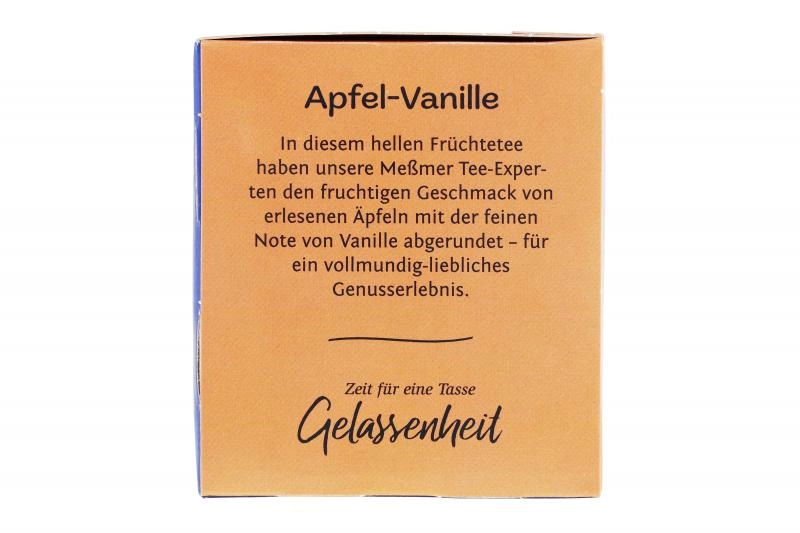 Apfel-Vanille
In diesem hellen Früchtetee
haben unsere Meßmer Tee-Exper-
ten den fruchtigen Geschmack von
erlesenen Äpfeln mit der feinen
Note von Vanille abgerundet – für
ein vollmundig-liebliches
Genusserlebnis.
Zeit für eine Tasse
Gelassenheit